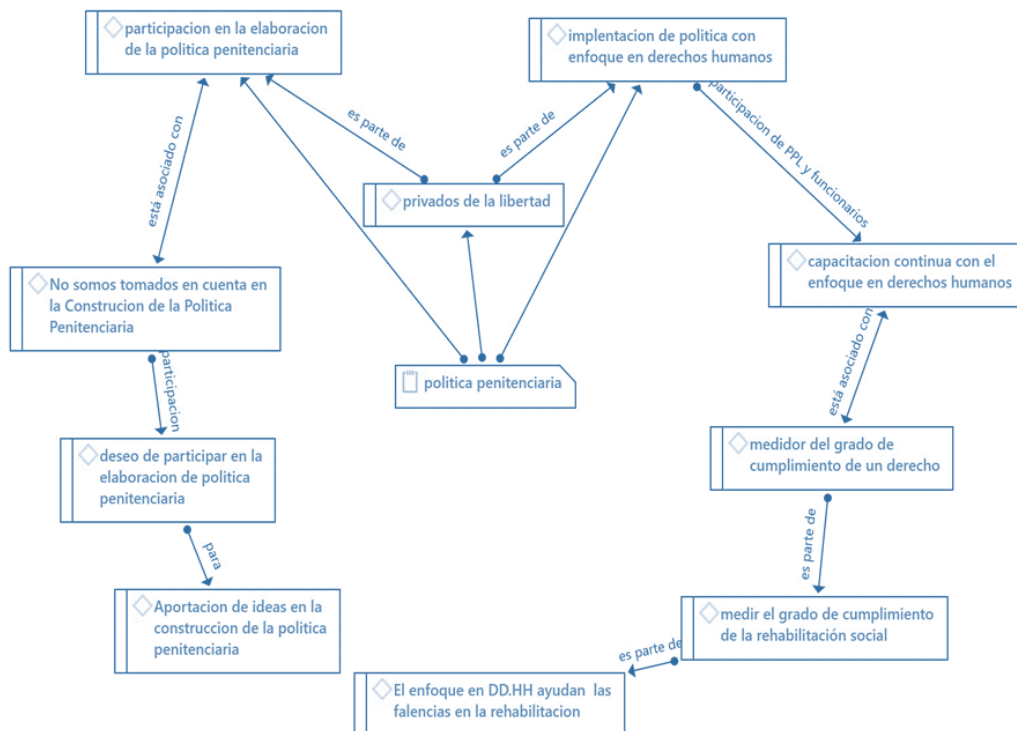 participacion en la elaboracion
de la politica penitenciaria
implentacion de politica con
enfoque en derechos humanos
es parte de
es parte de
participacion de PPL y funcionarios
está asociado con
privados de la libertad
No somos tomados en cuenta en
la Construcion de la Politica
Penitenciaria
capacitacion continua con el
enfoque en derechos humanos
participacion
politica penitenciaria
está asociado con
deseo de participar en la
elaboracion de politica
penitenciaria
medidor del grado de
cumplimiento de un derecho
para
es parte de
Aportacion de ideas en la
construccion de la politica
penitenciaria
medir el grado de cumplimiento
de la rehabilitación social
es parte de
El enfoque en DD.HH ayudan las
falencias en la rehabilitacion